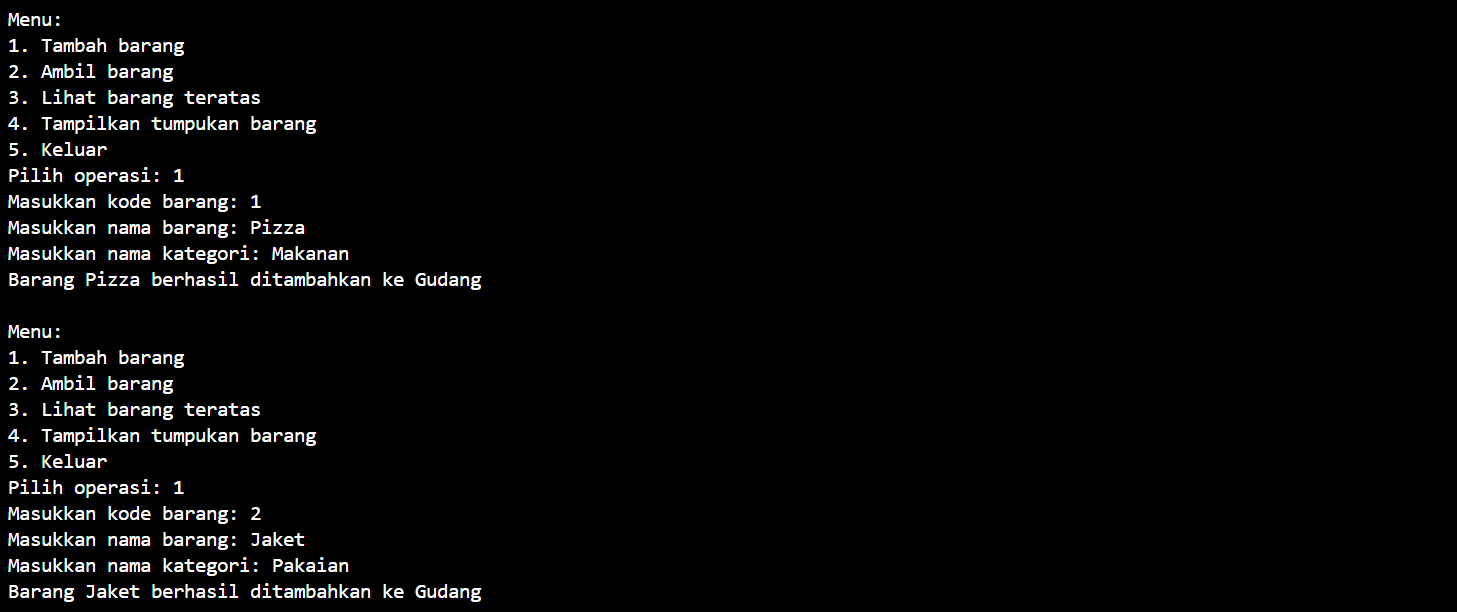 Menu:
1. Tambah barang
2. Ambil barang
3. Lihat barang teratas
4. Tampilkan tumpukan barang
5. Keluar
Pilih operasi: 1
Masukkan kode barang: 1
Masukkan nama barang: Pizza
Masukkan nama kategori: Makanan
Barang Pizza berhasil ditambahkan ke Gudang

Menu:
1. Tambah barang
2. Ambil barang
3. Lihat barang teratas
4. Tampilkan tumpukan barang
5. Keluar
Pilih operasi: 1
Masukkan kode barang: 2
Masukkan nama barang: Jaket
Masukkan nama kategori: Pakaian
Barang Jaket berhasil ditambahkan ke Gudang